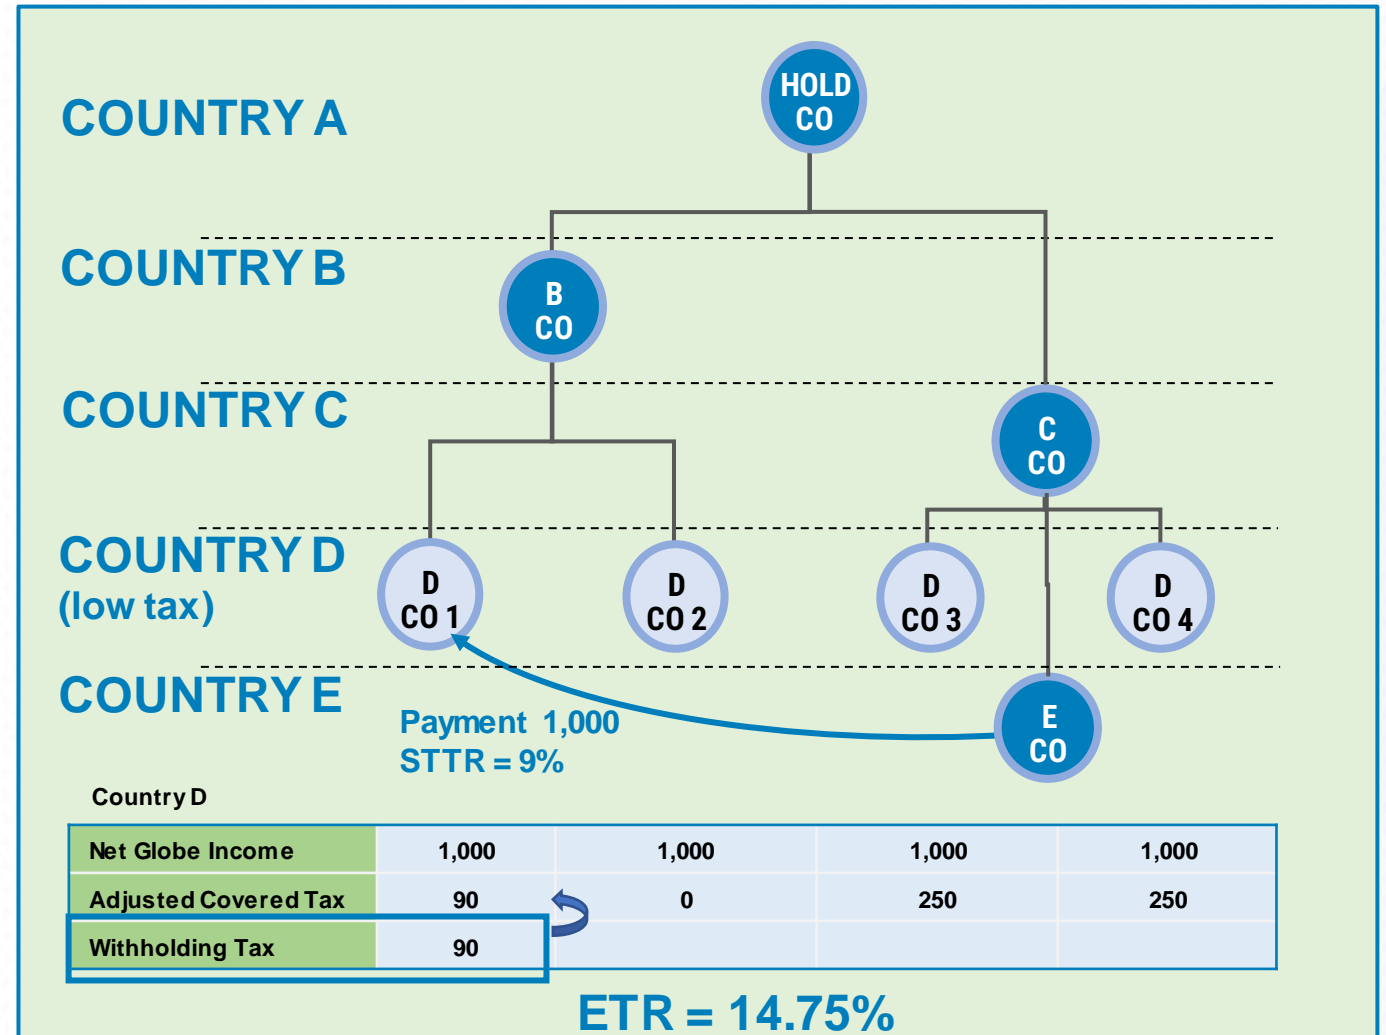 HOLD
CO
COUNTRY A
COUNTRY B
B
CO
COUNTRY C
C
CO
COUNTRY D
(low tax)
D
CO 1
D
CO 2
D
CO 3
D
CO 4
COUNTRY E
Payment 1,000
STTR = 9%
E
CO
Country D
Net Globe Income 1,000 1,000 1,000 1,000
Adjusted Covered Tax 90 0 250 250
Withholding Tax 90
ETR = 14.75%